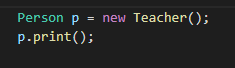 Person p = new Teacher();
p.print();